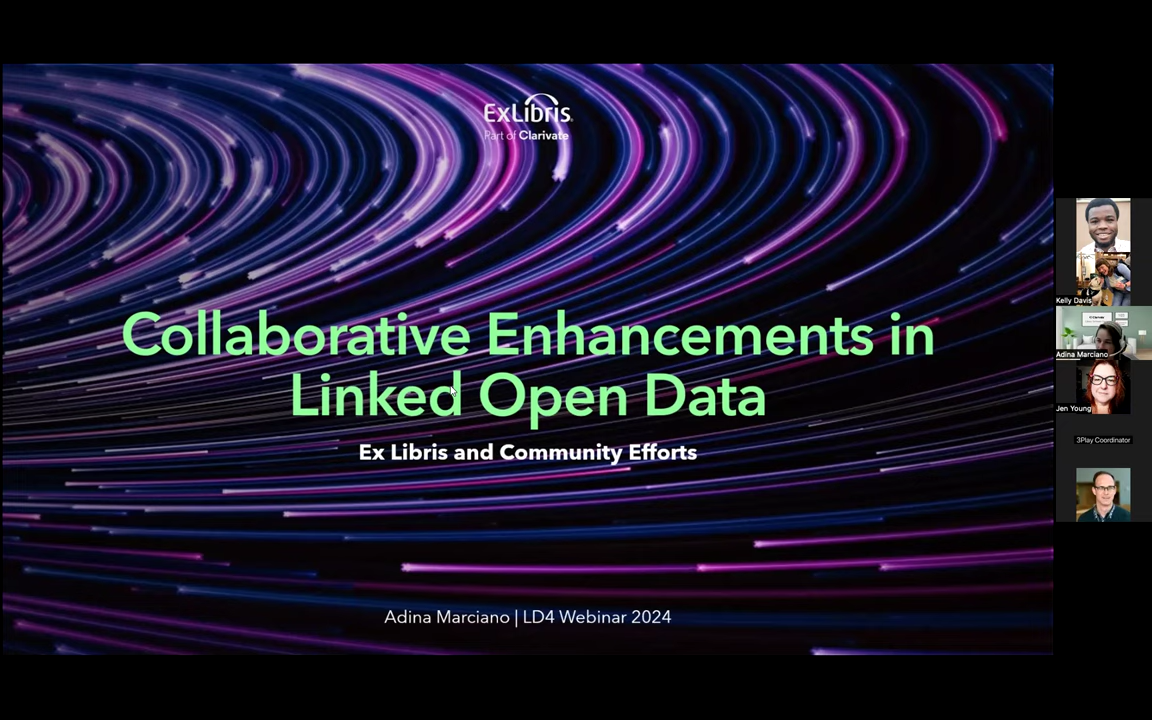 ExLibris
Part of Clarivate
Collaborative Enhancements in
Linked Open Data
Ex Libris and Community Efforts
Adina Marciano | LD4 Webinar 2024
Kelly Davis
Adina Marciano
Jen Young
3Play Coordinator